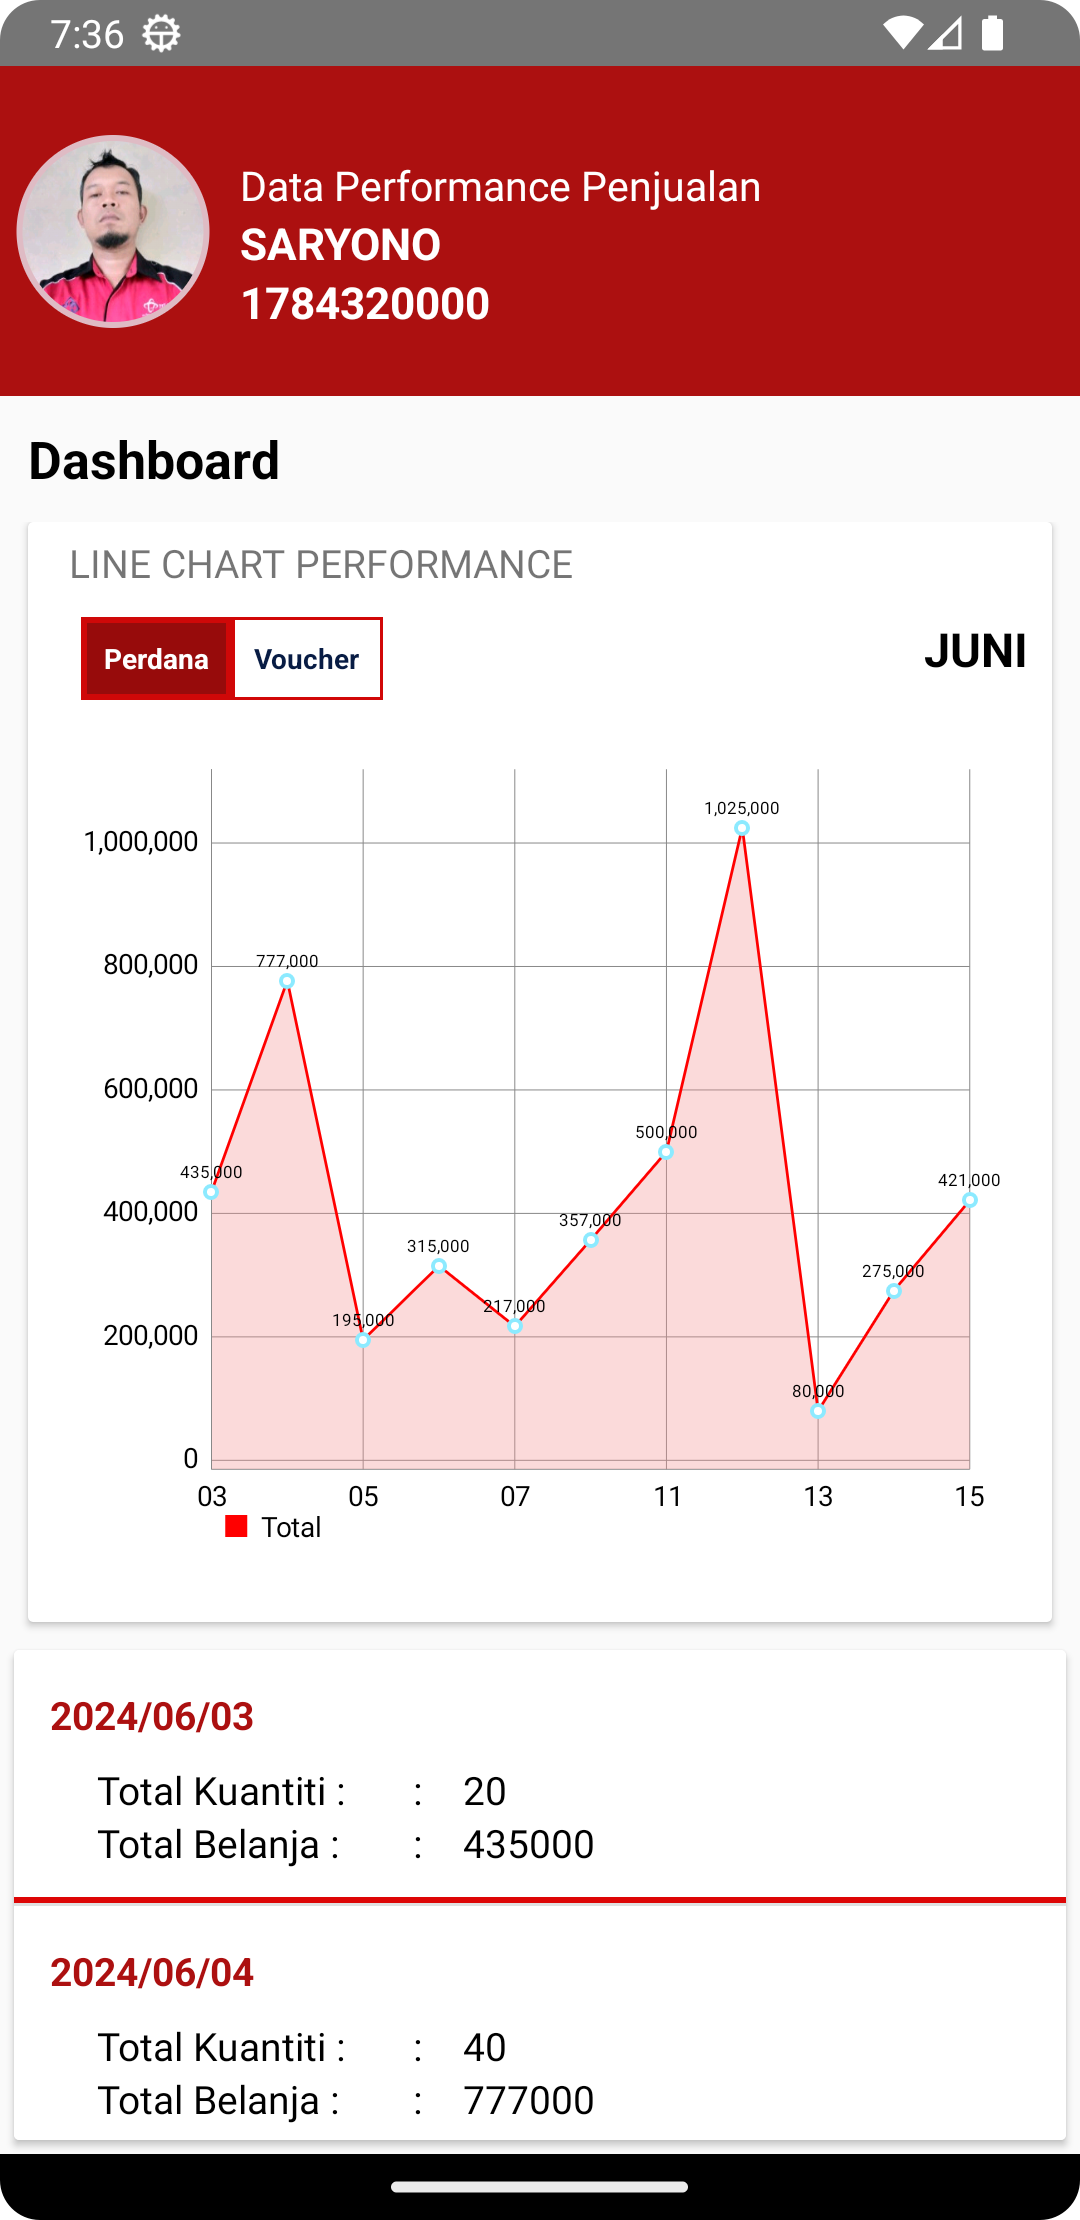 7:36
Data Performance Penjualan
SARYONO
1784320000
Dashboard
LINE CHART PERFORMANCE
Perdana Voucher
JUNI
1,025,000
1,000,000
777,000
800,000
600,000
500,000
435,000
421,000
400,000
357,000
315,000
275,000
217,000
195,000
200,000
80,000
0
03 05 07 11 13 15
Total
2024/06/03
Total Kuantiti : : 20
Total Belanja : : 435000
2024/06/04
Total Kuantiti : : 40
Total Belanja : : 777000